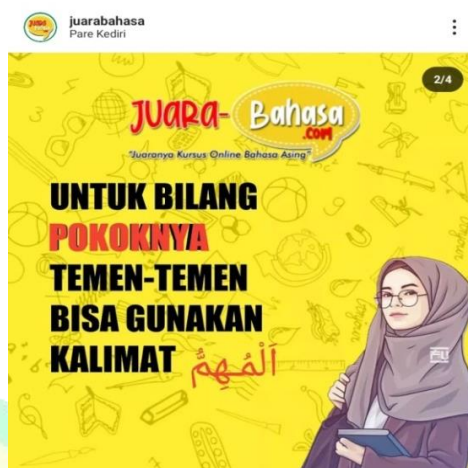 juarabahasa
Pare Kediri
2/4
JUARA-Bahasa
.COM
"Juaranya Kursus Online Bahasa Asing"
UNTUK BILANG
POKOKNYA
TEMEN-TEMEN
BISA GUNAKAN
KALIMAT اَلْمُهِمُّ